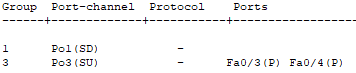 Group  Port-channel  Protocol    Ports
------+-------------+-----------+--------------------
1      Po1(SD)          -
3      Po3(SU)          -        Fa0/3(P)  Fa0/4(P)